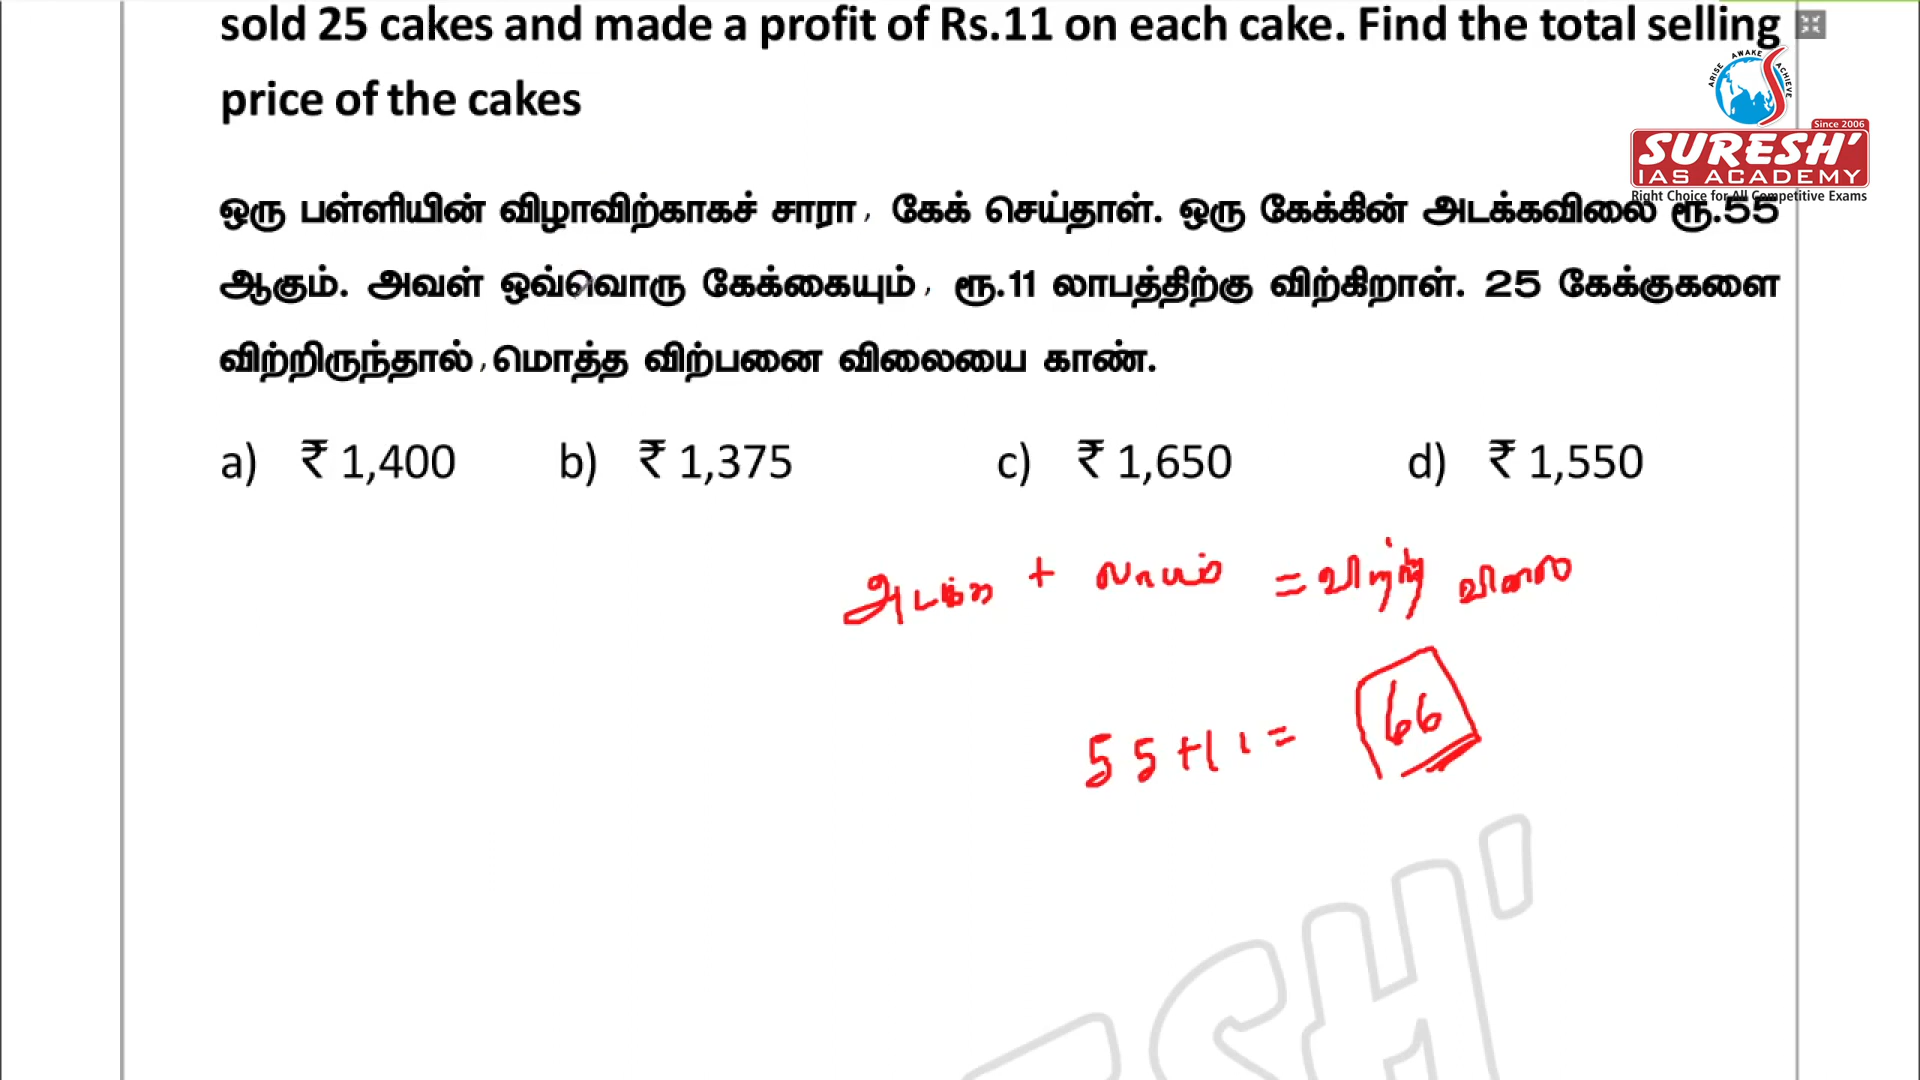 sold 25 cakes and made a profit of Rs.11 on each cake. Find the total selling
price of the cakes
ARISE AWAKE ACHIEVE
Since 2006
SURESH'
IAS ACADEMY
Right Choice for All Competitive Exams
ஒரு பள்ளியின் விழாவிற்காகச் சாரா, கேக் செய்தாள். ஒரு கேக்கின் அடக்கவிலை ரூ.55
ஆகும். அவள் ஒவ்வொரு கேக்கையும், ரூ.11 லாபத்திற்கு விற்கிறாள். 25 கேக்குகளை
விற்றிருந்தால்,மொத்த விற்பனை விலையை காண்.
a) ₹ 1,400 b) ₹ 1,375 c) ₹ 1,650 d) ₹ 1,550
அடக்க + லாபம் = விற்ற விலை
55+11= 66
SH'